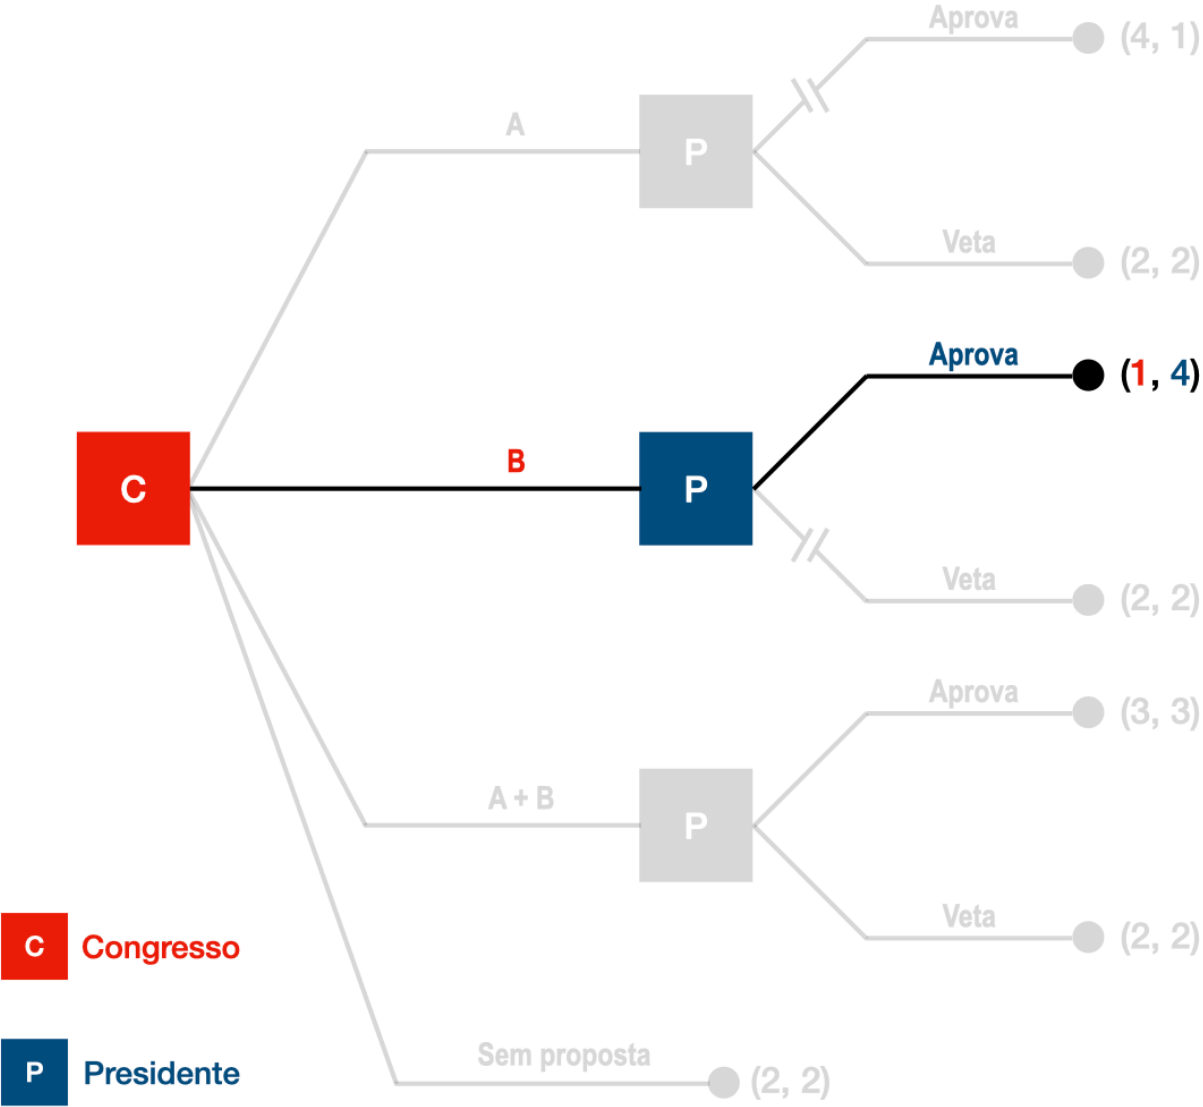 Aprova
(4, 1)
A
P
Veta
(2, 2)
Aprova
(1, 4)
B
C
P
Veta
(2, 2)
Aprova
(3, 3)
A + B
P
Veta
(2, 2)
C Congresso
Sem proposta
(2, 2)
P Presidente